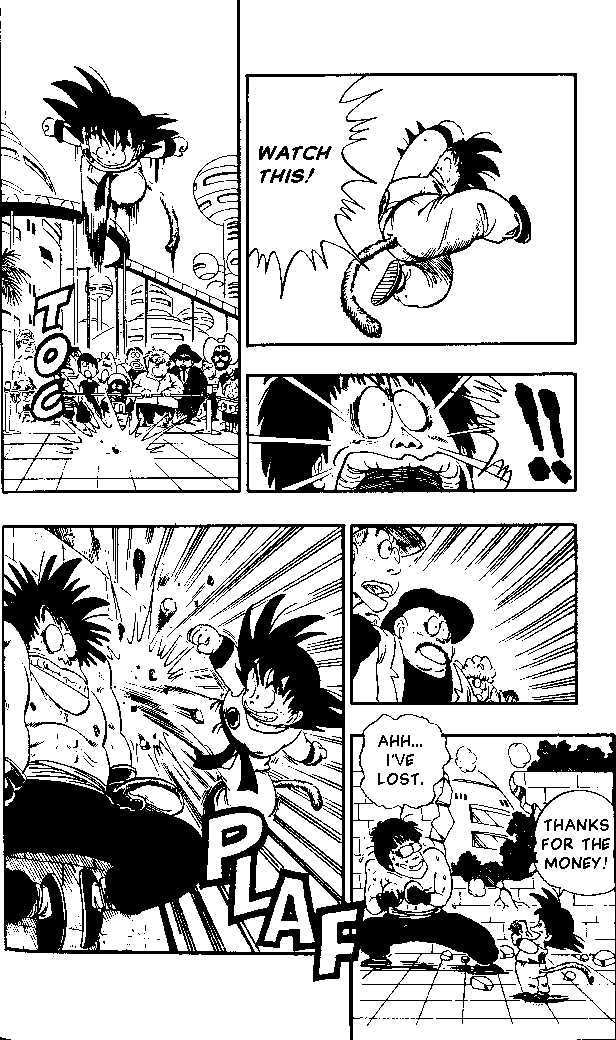 WATCH
THIS!
TOC
!!
PLAF
AHH...
I'VE
LOST.
THANKS
FOR THE
MONEY!